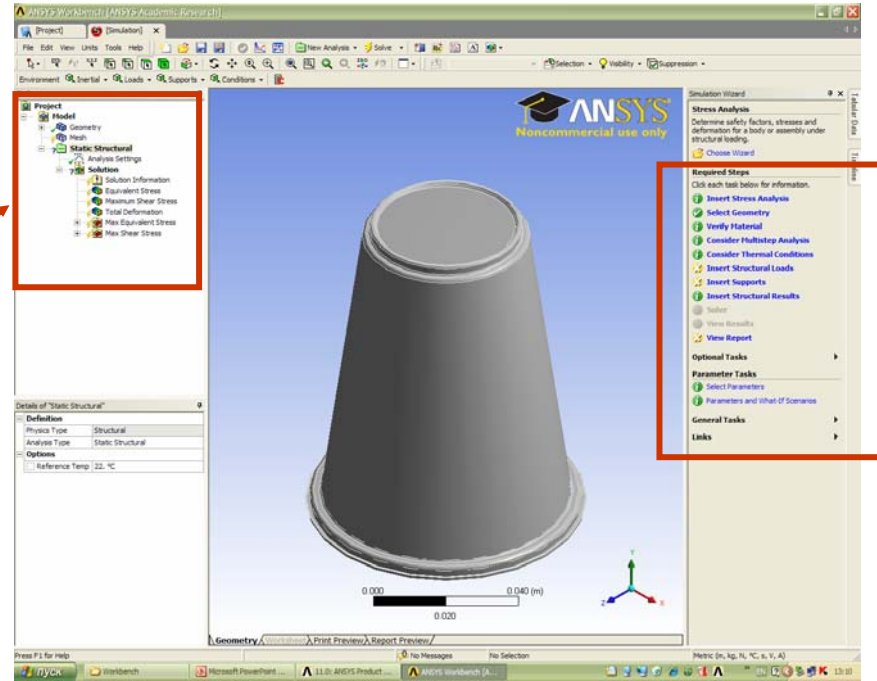 ANSYS Workbench [ANSYS Academic Research]
[Project] [Simulation]
File Edit View Units Tools Help New Analysis Solve
Selection Visibility Suppression
Environment Inertial Loads Supports Conditions
Project
Model
Geometry
Mesh
Static Structural
Analysis Settings
Solution
Solution Information
Equivalent Stress
Maximum Shear Stress
Total Deformation
Max Equivalent Stress
Max Shear Stress
Details of "Static Structural"
Definition
Physics Type Structural
Analysis Type Static Structural
Options
Reference Temp 22. °C
ANSYS
Noncommercial use only
0.000 0.040 (m)
0.020
Y
Z X
Geometry Worksheet Print Preview Report Preview
Simulation Wizard
Stress Analysis
Determine safety factors, stresses and
deformation for a body or assembly under
structural loading.
Choose Wizard
Required Steps
Click each task below for information.
Insert Stress Analysis
Select Geometry
Verify Material
Consider Multistep Analysis
Consider Thermal Conditions
Insert Structural Loads
Insert Supports
Insert Structural Results
Solve
View Results
View Report
Optional Tasks
Parameter Tasks
Select Parameters
Parameters and What-If Scenarios
General Tasks
Links
Tabular Data
Timeline
Press F1 for Help 0: No Messages No Selection Metric (m, kg, N, °C, s, V, A)
пуск Workbench Microsoft PowerPoint ... 11.0: ANSYS Product ... ANSYS Workbench [A... EN 13:10